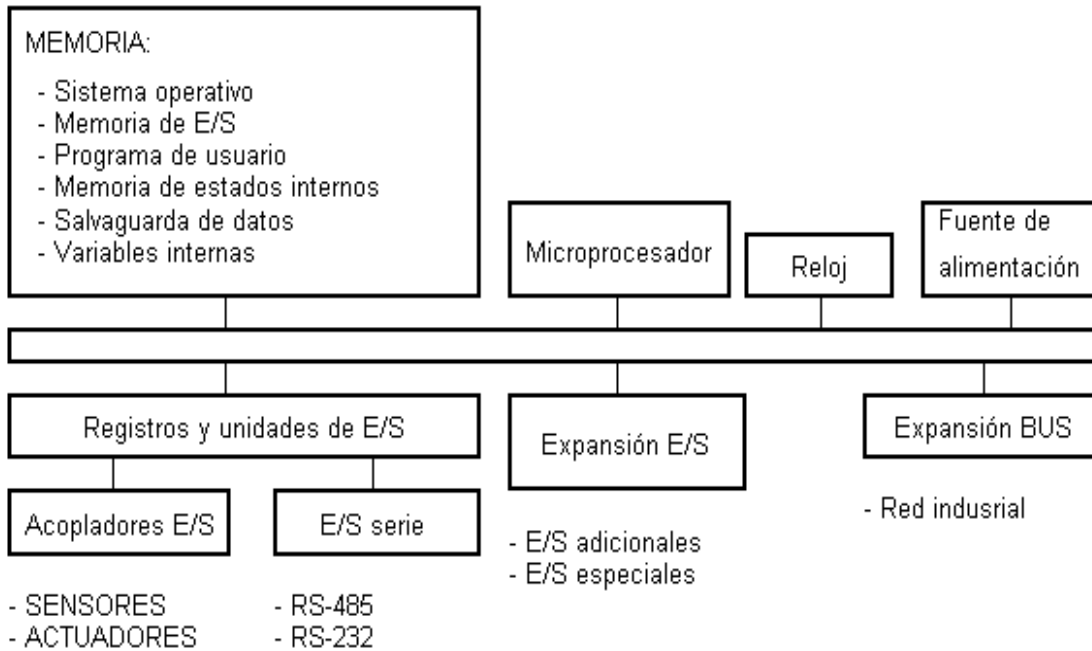 MEMORIA:
- Sistema operativo
- Memoria de E/S
- Programa de usuario
- Memoria de estados internos
- Salvaguarda de datos
- Variables internas
Microprocesador
Reloj
Fuente de
alimentación
Registros y unidades de E/S
Expansión E/S
Expansión BUS
Acopladores E/S
E/S serie
- Red indusrial
- E/S adicionales
- E/S especiales
- SENSORES
- ACTUADORES
- RS-485
- RS-232